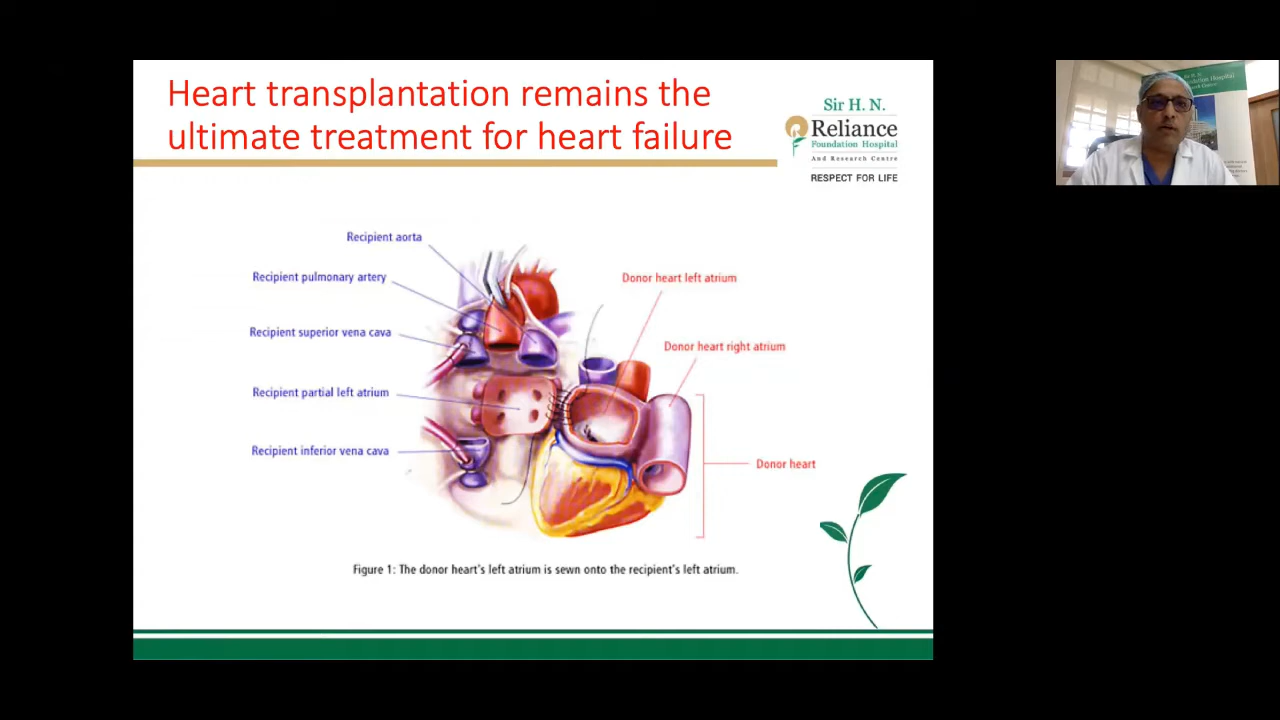 Heart transplantation remains the
ultimate treatment for heart failure
Sir H. N.
Reliance
Foundation Hospital
And Research Centre
RESPECT FOR LIFE
Recipient aorta
Recipient pulmonary artery
Donor heart left atrium
Recipient superior vena cava
Donor heart right atrium
Recipient partial left atrium
Recipient inferior vena cava
Donor heart
Figure 1: The donor heart's left atrium is sewn onto the recipient's left atrium.
Sir H. N.
Hospital